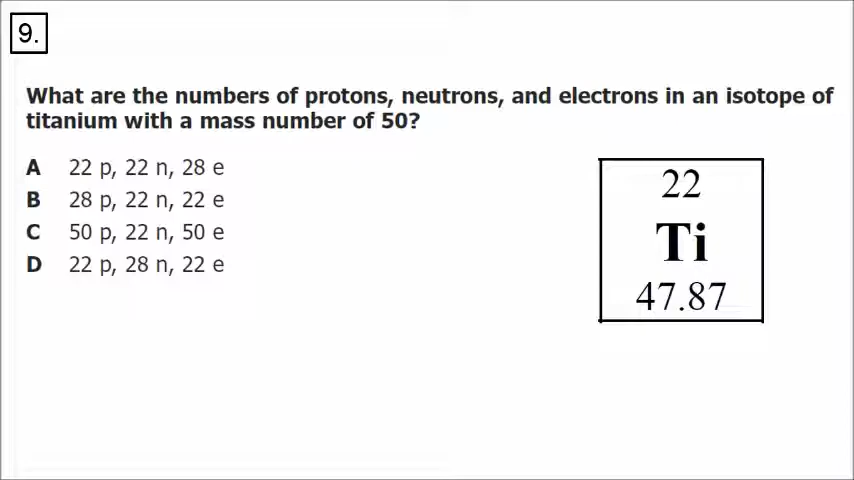 9.
What are the numbers of protons, neutrons, and electrons in an isotope of
titanium with a mass number of 50?
A 22 p, 22 n, 28 e
B 28 p, 22 n, 22 e
C 50 p, 22 n, 50 e
D 22 p, 28 n, 22 e
22
Ti
47.87